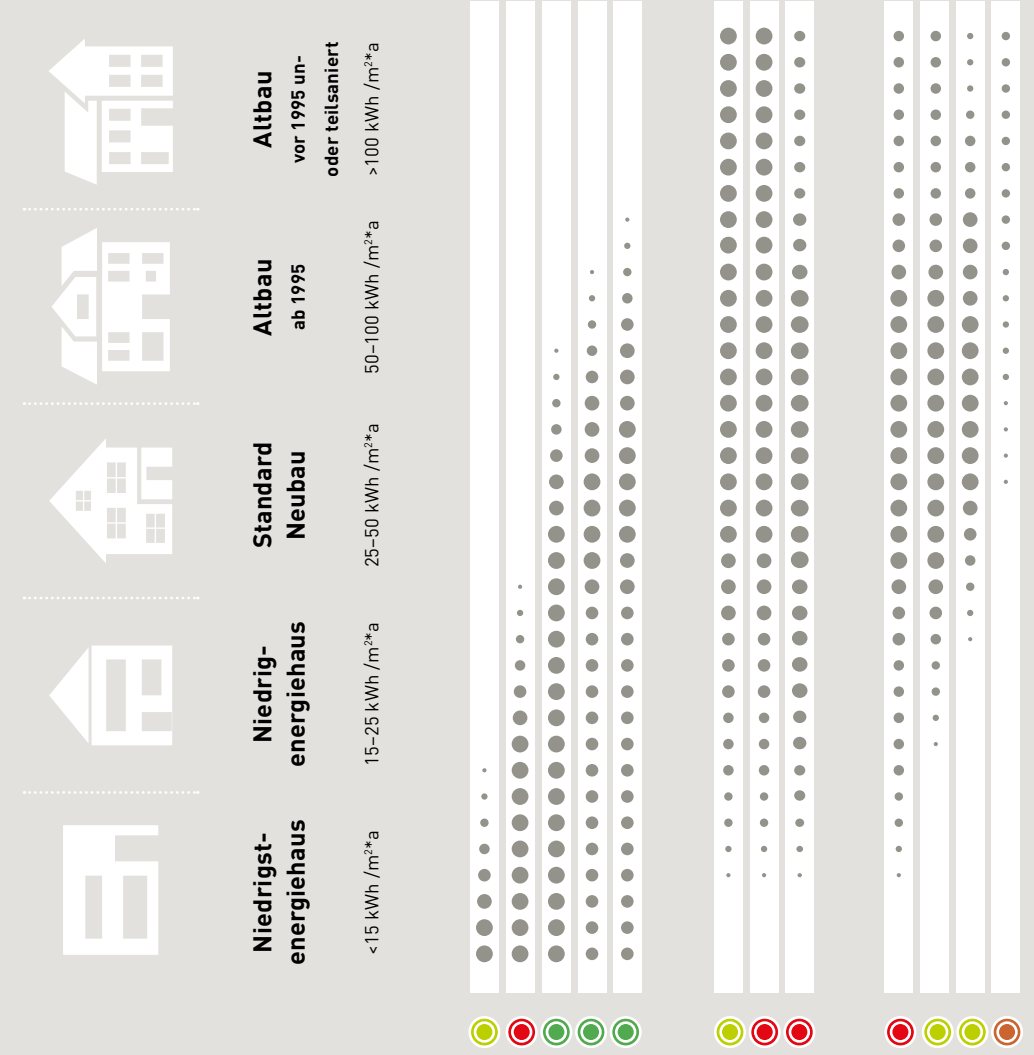 Altbau
vor 1995 un-
oder teilsaniert
>100 kWh /m²*a
Altbau
ab 1995
50–100 kWh /m²*a
Standard
Neubau
25–50 kWh /m²*a
Niedrig-
energiehaus
15–25 kWh /m²*a
Niedrigst-
energiehaus
<15 kWh /m²*a